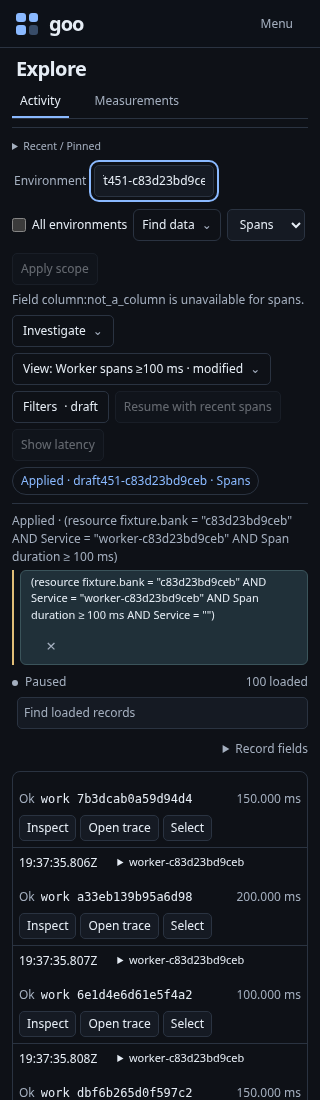 goo
Menu
Explore
Activity
Measurements
Recent / Pinned
Environment
t451-c83d23bd9ce
All environments
Find data
Spans
Apply scope
Field column:not_a_column is unavailable for spans.
Investigate
View: Worker spans ≥100 ms · modified
Filters · draft
Resume with recent spans
Show latency
Applied · draft451-c83d23bd9ceb · Spans
Applied · (resource fixture.bank = "c83d23bd9ceb"
AND Service = "worker-c83d23bd9ceb" AND Span
duration ≥ 100 ms)
(resource fixture.bank = "c83d23bd9ceb" AND
Service = "worker-c83d23bd9ceb" AND Span
duration ≥ 100 ms AND Service = "")
×
Paused
100 loaded
Find loaded records
Record fields
Ok work 7b3dcab0a59d94d4 150.000 ms
Inspect Open trace Select
19:37:35.806Z worker-c83d23bd9ceb
Ok work a33eb139b95a6d98 200.000 ms
Inspect Open trace Select
19:37:35.807Z worker-c83d23bd9ceb
Ok work 6e1d4e6d61e5f4a2 100.000 ms
Inspect Open trace Select
19:37:35.808Z worker-c83d23bd9ceb
Ok work dbf6b265d0f597c2 150.000 ms